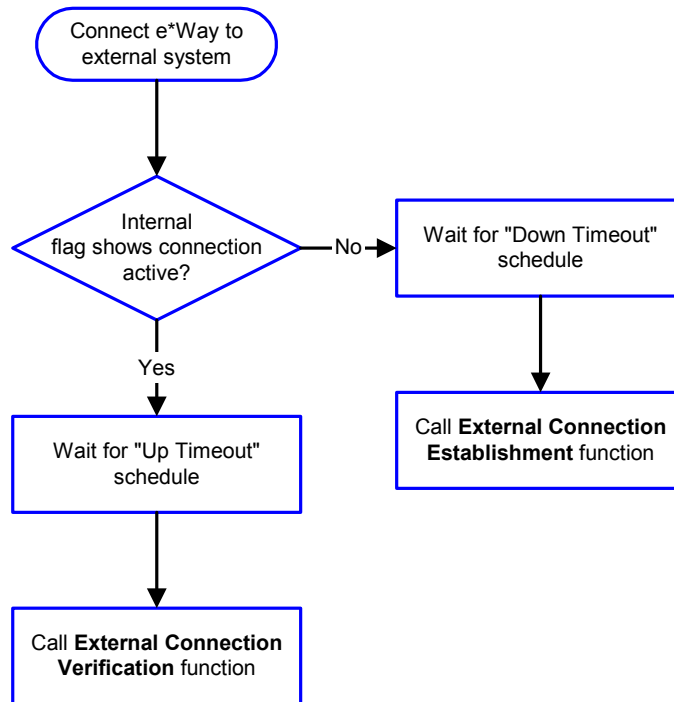 Connect e*Way to
external system
Internal
flag shows connection
active?
No
Wait for "Down Timeout"
schedule
Yes
Call External Connection
Establishment function
Wait for "Up Timeout"
schedule
Call External Connection
Verification function